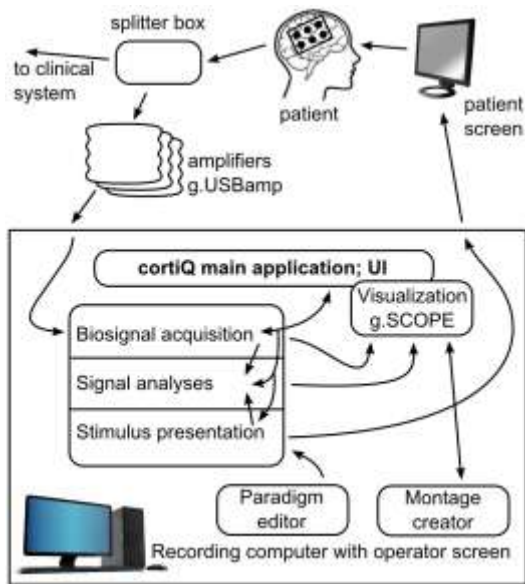 splitter box
to clinical
system
patient
patient
screen
amplifiers
g.USBamp
cortiQ main application; UI
Visualization
g.SCOPE
Biosignal acquisition
Signal analyses
Stimulus presentation
Paradigm
editor
Montage
creator
Recording computer with operator screen